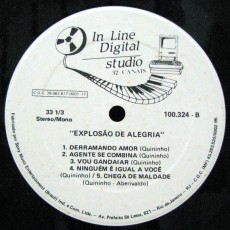 In Line
Digital
studio
32 CANAIS
33 1/3
Stereo/Mono
100.324 - B
"EXPLOSÃO DE ALEGRIA"
1. DERRAMANDO AMOR (Quininho)
2. AGENTE SE COMBINA (Quininho)
3. VOU GANDAIAR (Quininho)
4. NINGUÉM É IGUAL A VOCÊ
(Quininho) / 5. CHEGA DE MALDADE
(Quininho - Aberivaldo)